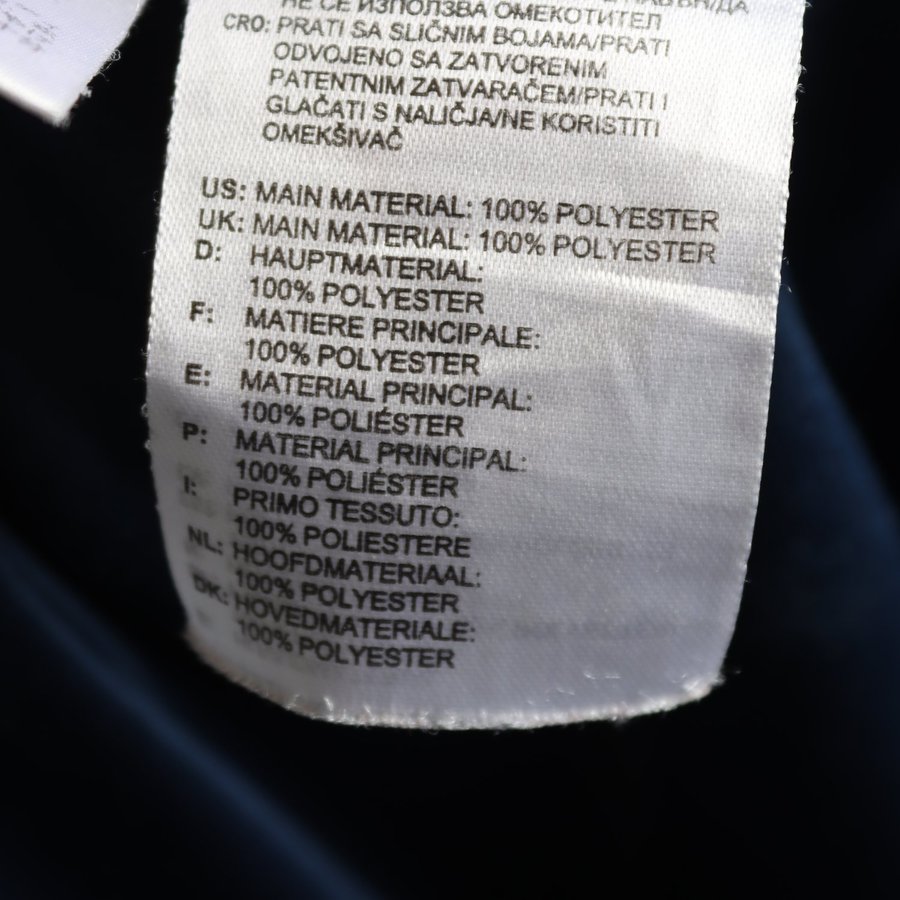 НЕ СЕ ИЗПОЛЗВА ОМЕКОТИТЕЛ
CRO: PRATI SA SLIČNIM BOJAMA/PRATI
ODVOJENO SA ZATVORENIM
PATENTNIM ZATVARAČEM/PRATI I
GLAČATI S NALIČJA/NE KORISTITI
OMEKŠIVAČ
US: MAIN MATERIAL: 100% POLYESTER
UK: MAIN MATERIAL: 100% POLYESTER
D: HAUPTMATERIAL:
100% POLYESTER
F: MATIERE PRINCIPALE:
100% POLYESTER
E: MATERIAL PRINCIPAL:
100% POLIÉSTER
P: MATERIAL PRINCIPAL:
100% POLIÉSTER
I: PRIMO TESSUTO:
100% POLIESTERE
NL: HOOFDMATERIAAL:
100% POLYESTER
DK: HOVEDMATERIALE:
100% POLYESTER